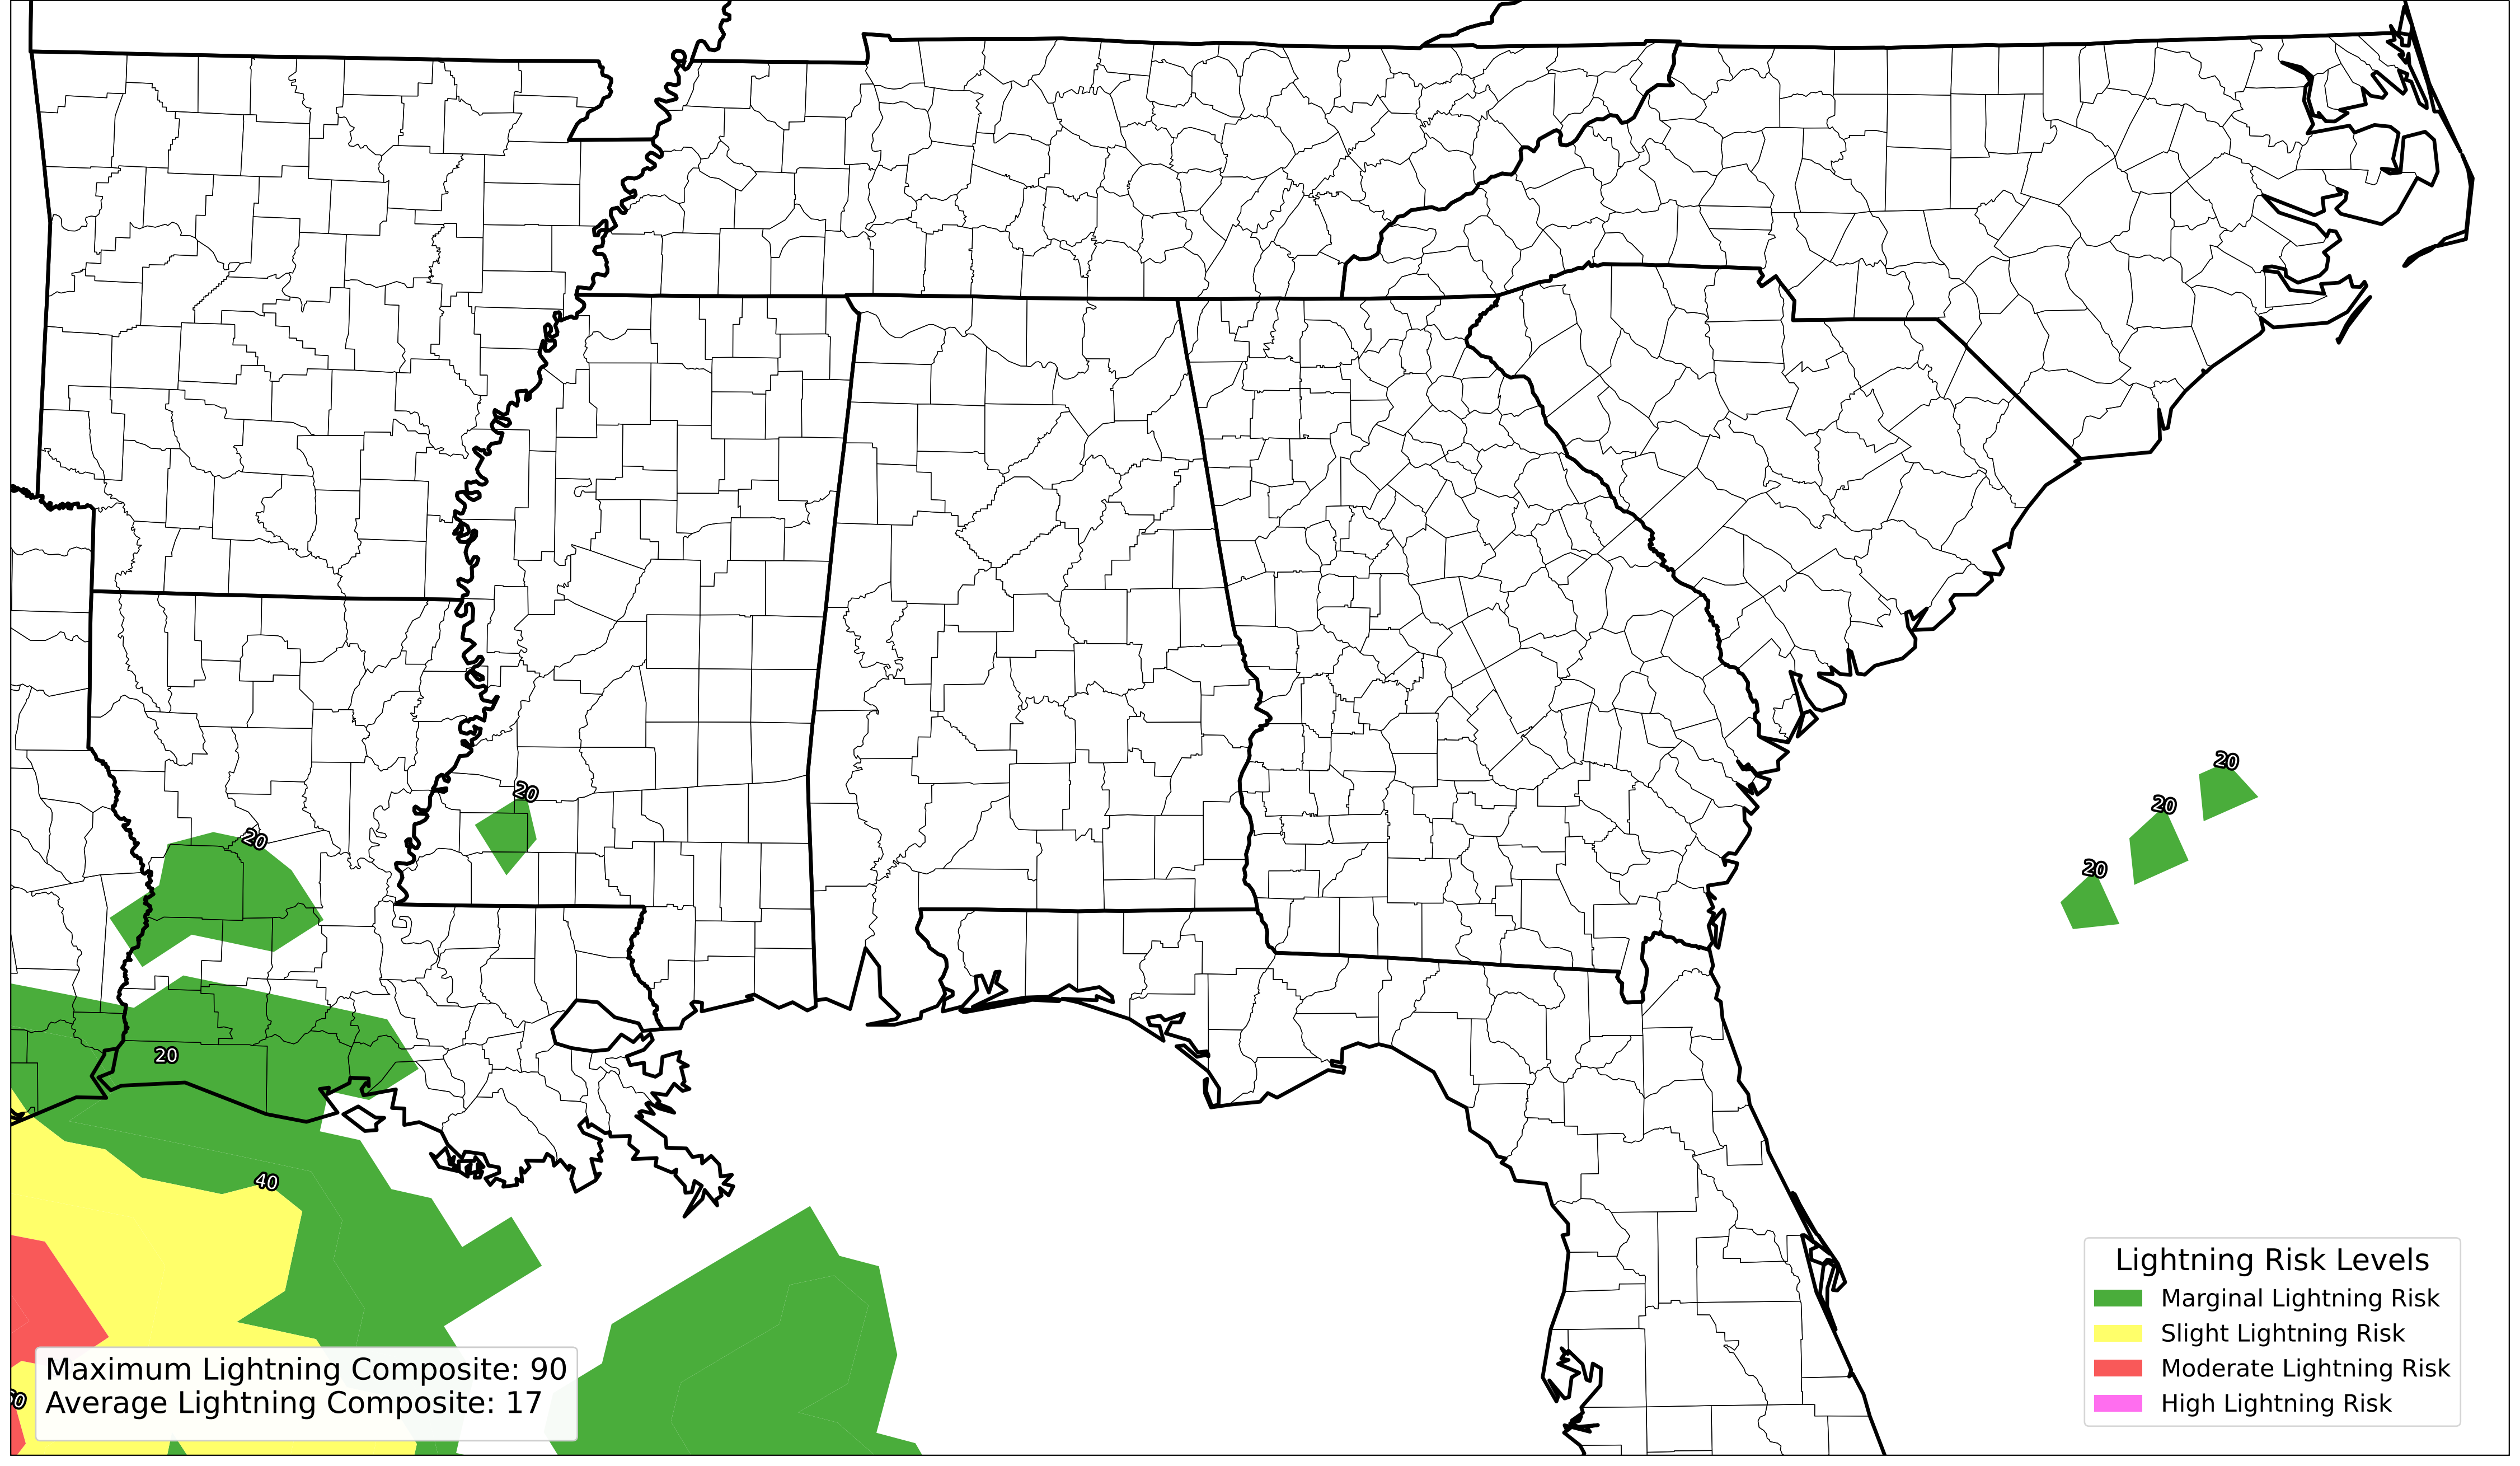 20
20
20
20
20
20
40
Lightning Risk Levels
Marginal Lightning Risk
Slight Lightning Risk
Moderate Lightning Risk
High Lightning Risk
Maximum Lightning Composite: 90
Average Lightning Composite: 17